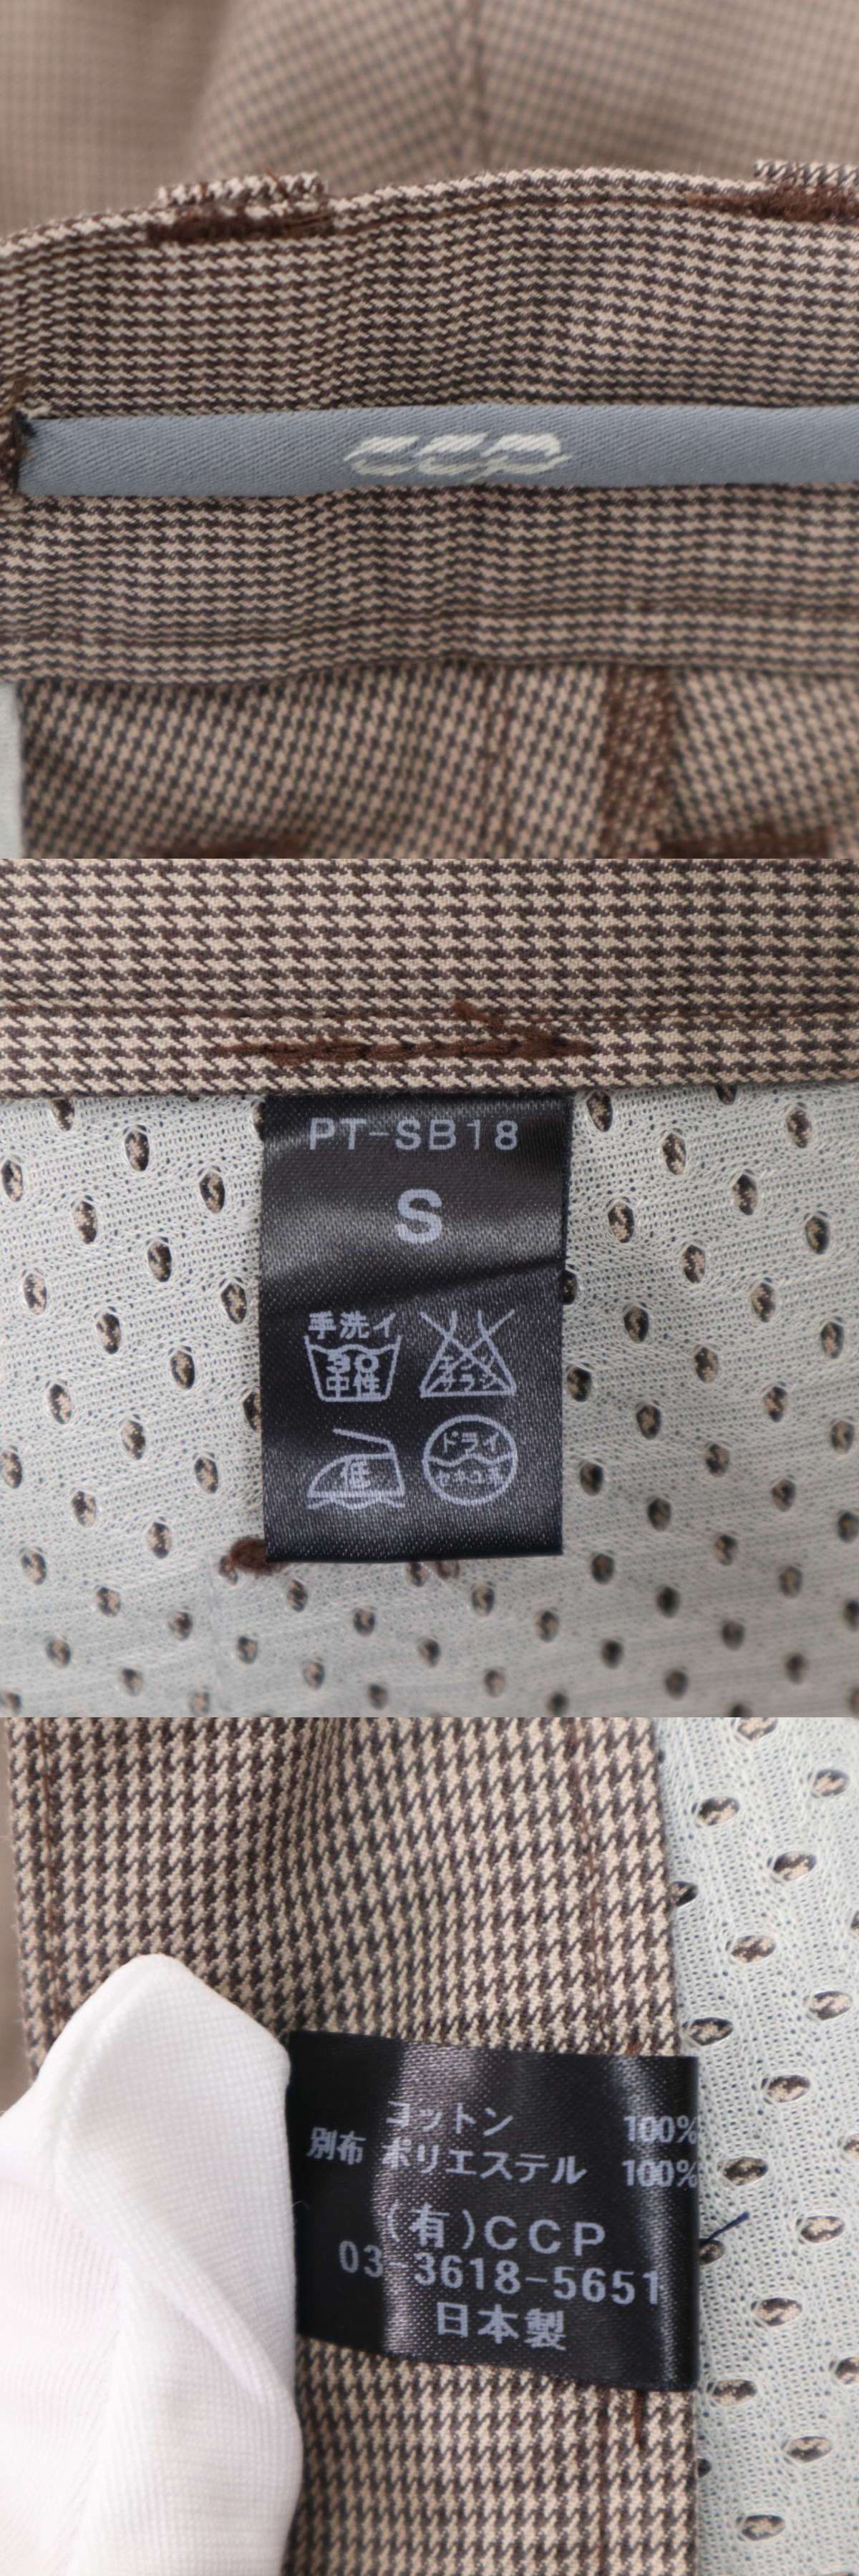 CCP
PT-SB18
S
手洗イ
30
中性
エンソ
サラシ
低
ドライ
セキユ系
コットン 100%
別布 ポリエステル 100%
(有)CCP
03-3618-5651
日本製